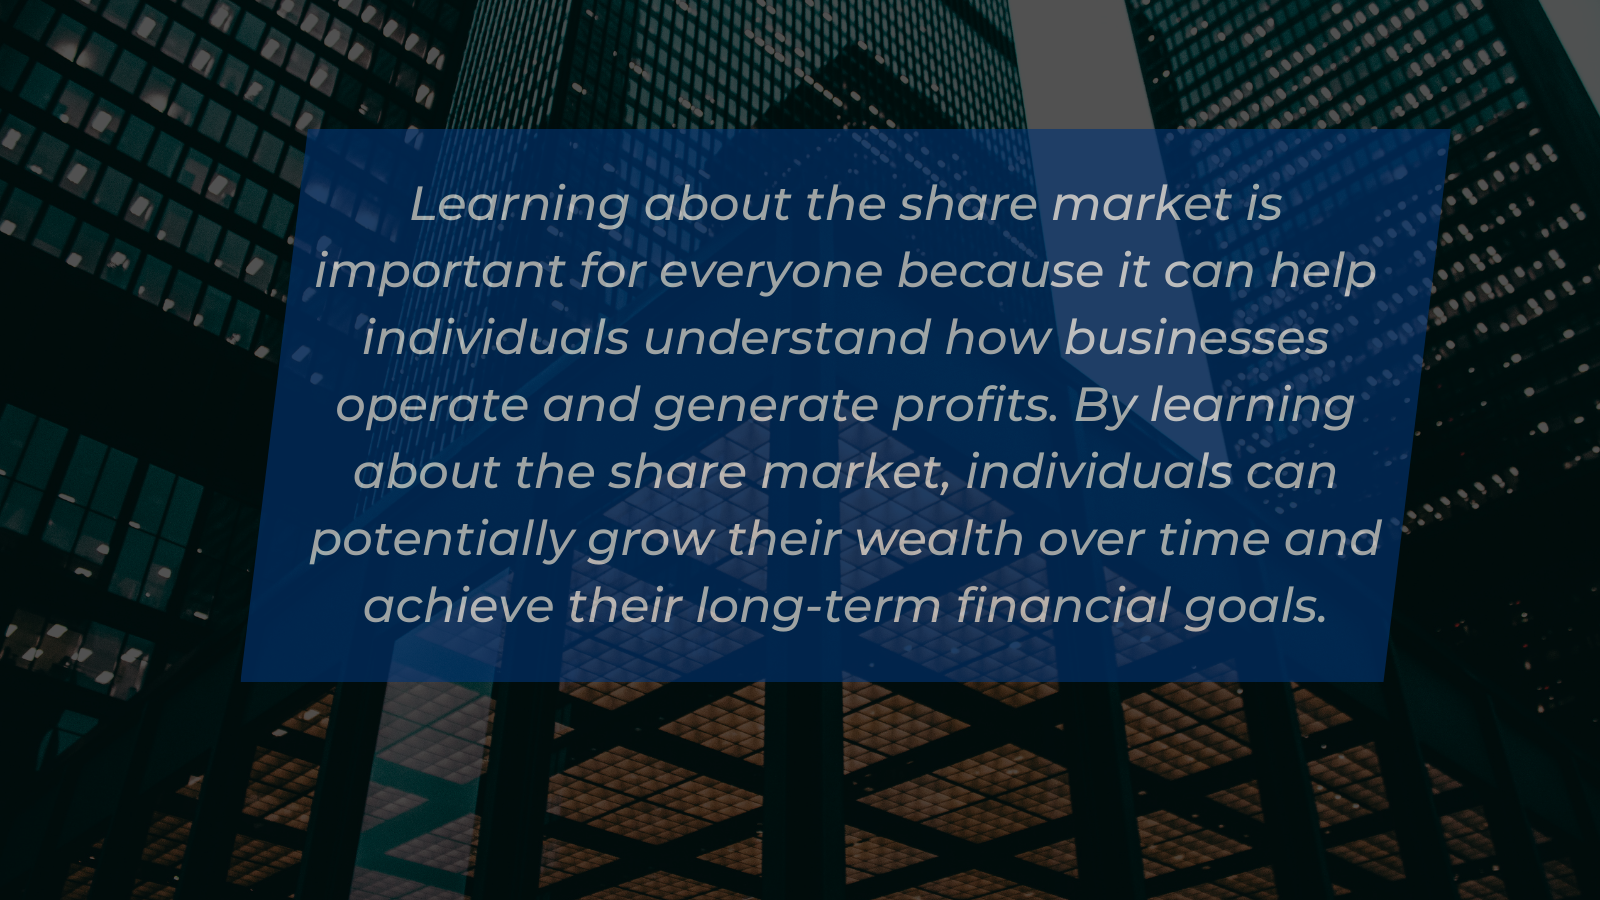 Learning about the share market is
important for everyone because it can help
individuals understand how businesses
operate and generate profits. By learning
about the share market, individuals can
potentially grow their wealth over time and
achieve their long-term financial goals.